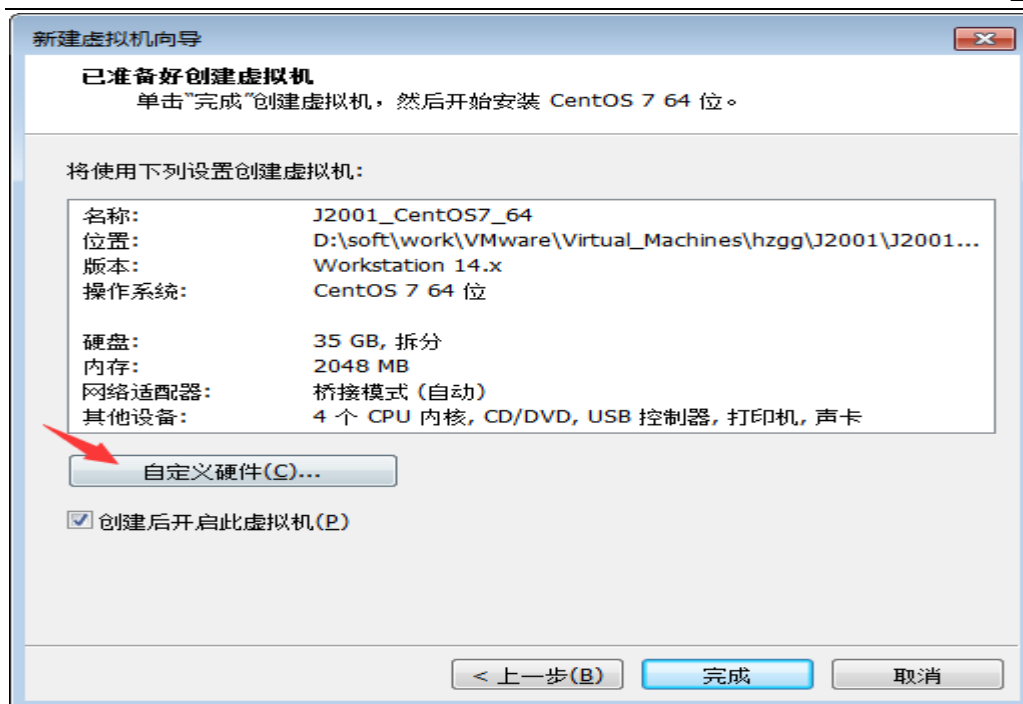 新建虚拟机向导
已准备好创建虚拟机
单击"完成"创建虚拟机，然后开始安装 CentOS 7 64 位。
将使用下列设置创建虚拟机:
名称: J2001_CentOS7_64
位置: D:\soft\work\VMware\Virtual_Machines\hzgg\J2001\J2001...
版本: Workstation 14.x
操作系统: CentOS 7 64 位
硬盘: 35 GB, 拆分
内存: 2048 MB
网络适配器: 桥接模式 (自动)
其他设备: 4 个 CPU 内核, CD/DVD, USB 控制器, 打印机, 声卡
自定义硬件(C)...
创建后开启此虚拟机(P)
< 上一步(B) 完成 取消